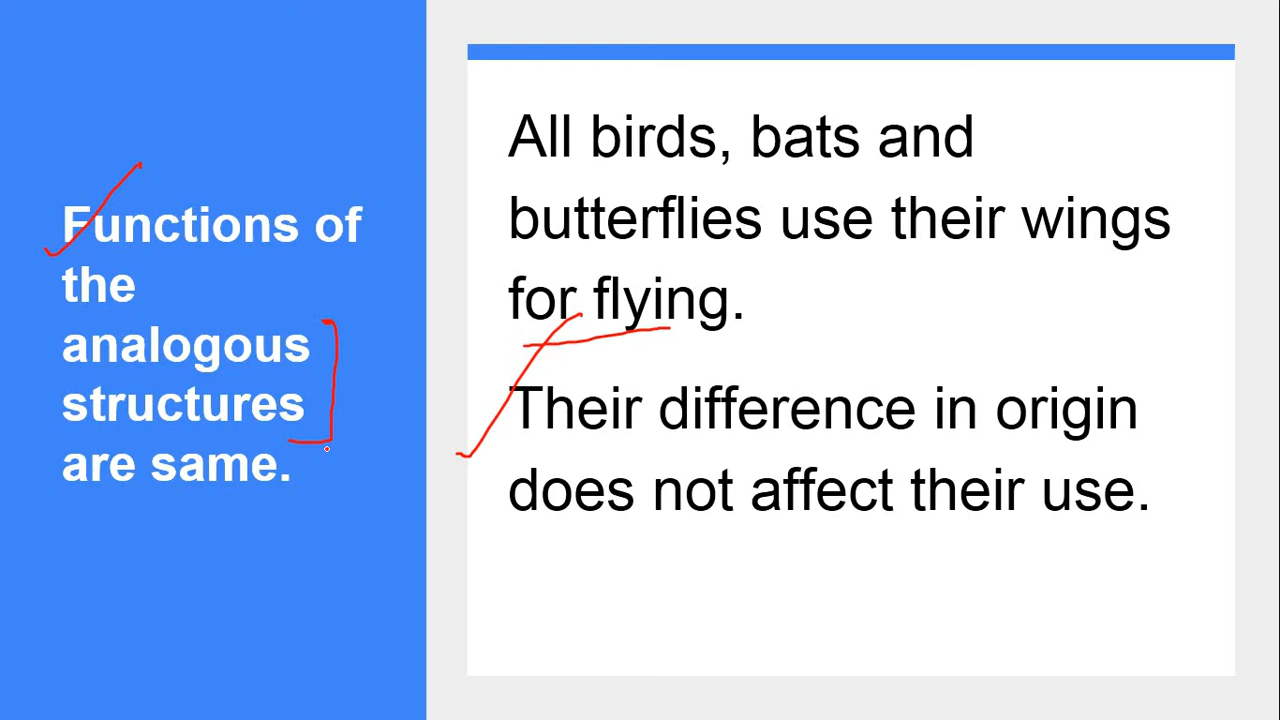 Functions of
the
analogous
structures
are same.
All birds, bats and
butterflies use their wings
for flying.
Their difference in origin
does not affect their use.